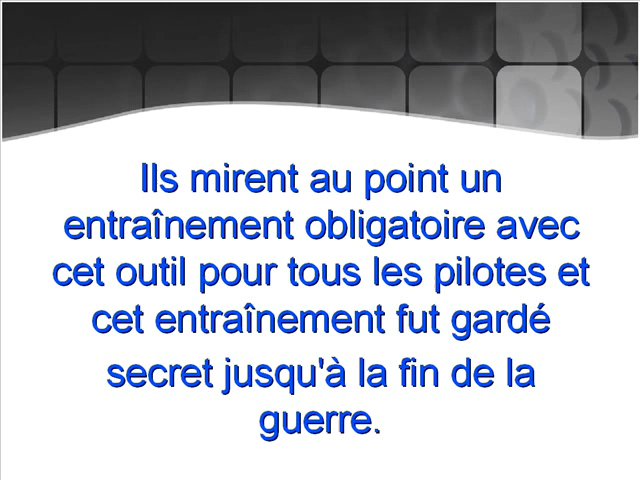 Ils mirent au point un
entraînement obligatoire avec
cet outil pour tous les pilotes et
cet entraînement fut gardé
secret jusqu'à la fin de la
guerre.